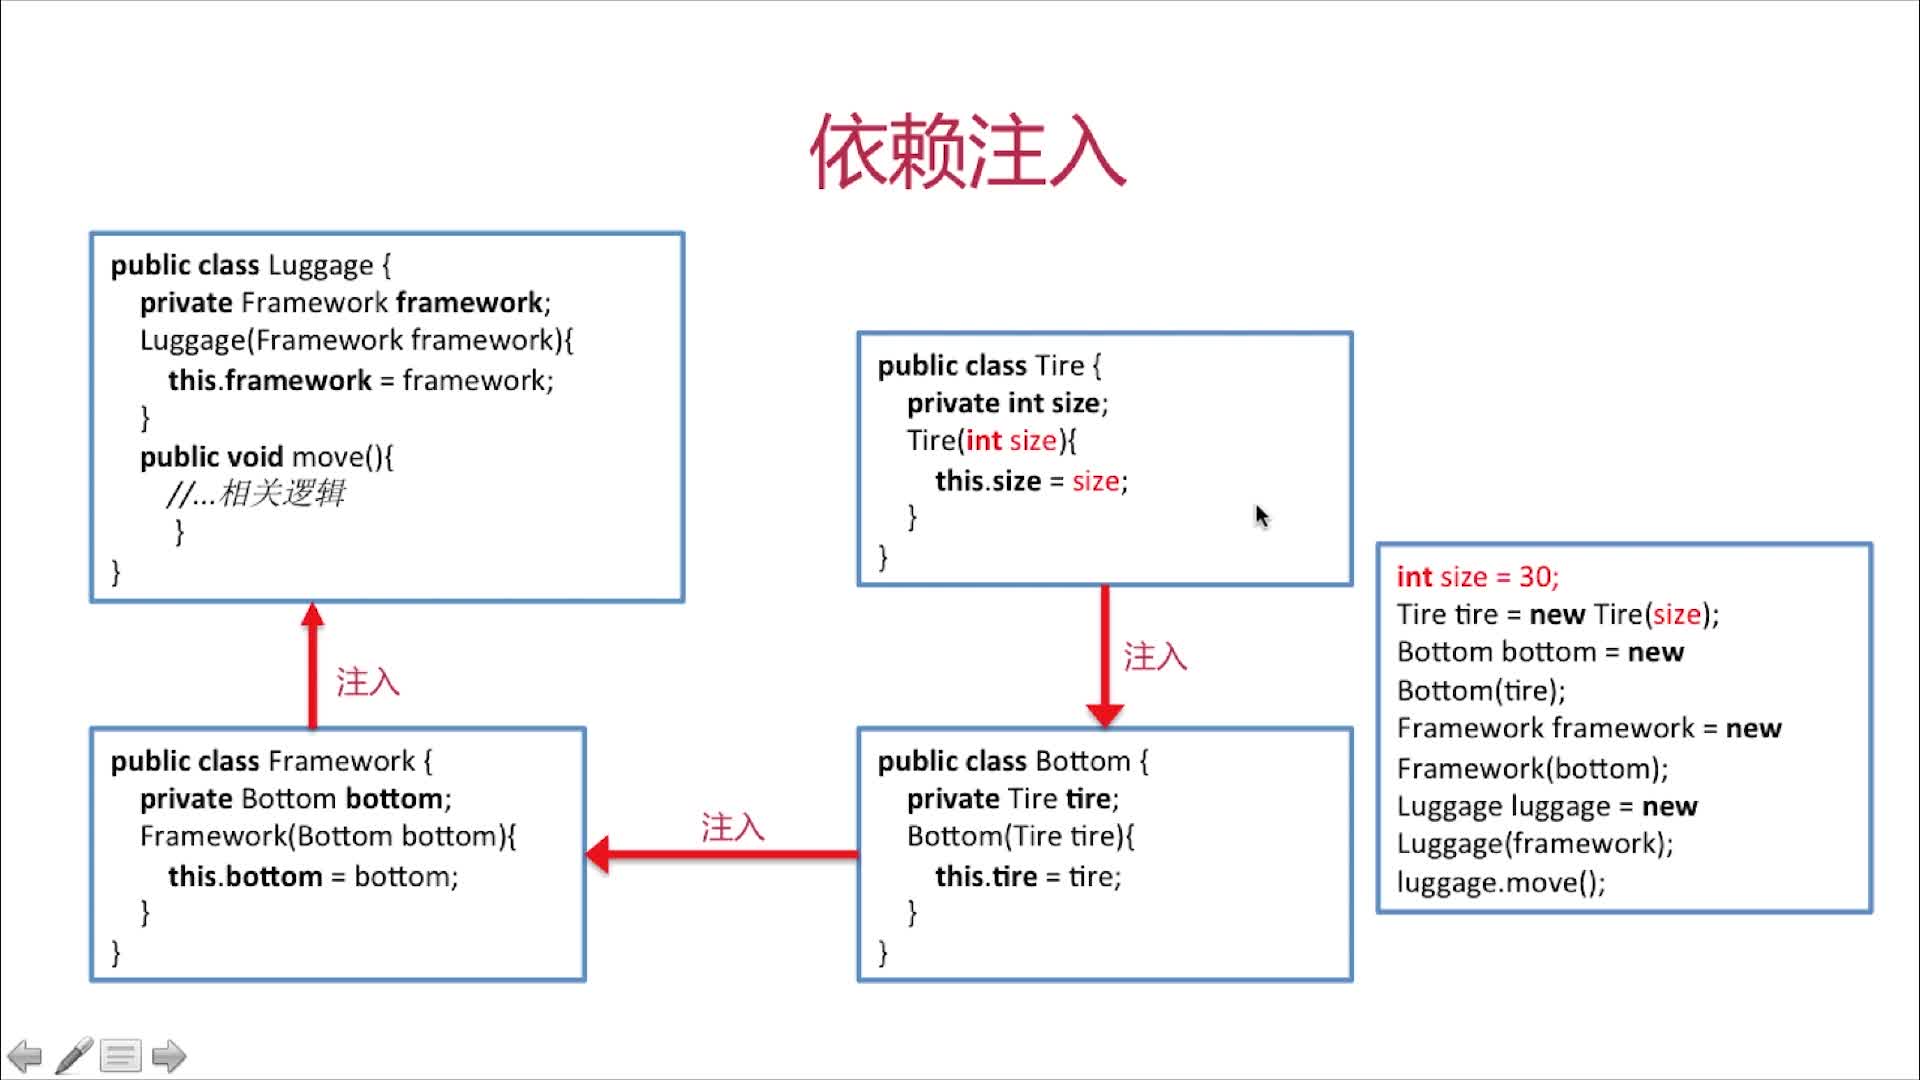 依赖注入
public class Luggage {
private Framework framework;
Luggage(Framework framework){
this.framework = framework;
}
public void move(){
//...相关逻辑
}
}
public class Tire {
private int size;
Tire(int size){
this.size = size;
}
}
int size = 30;
Tire tire = new Tire(size);
Bottom bottom = new
Bottom(tire);
Framework framework = new
Framework(bottom);
Luggage luggage = new
Luggage(framework);
luggage.move();
注入
注入
public class Framework {
private Bottom bottom;
Framework(Bottom bottom){
this.bottom = bottom;
}
}
注入
public class Bottom {
private Tire tire;
Bottom(Tire tire){
this.tire = tire;
}
}